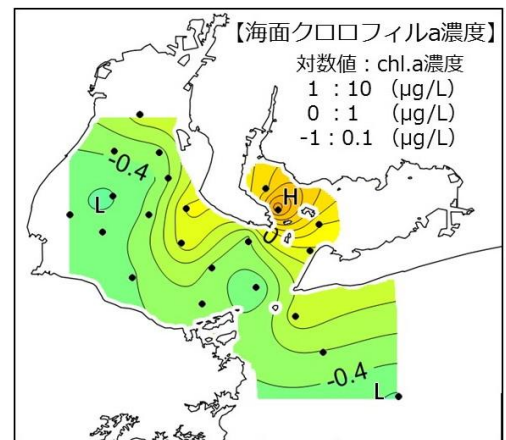 【海面クロロフィルa濃度】
対数値：chl.a濃度
1 ：10 （μg/L）
0 ：1 （μg/L）
-1：0.1 （μg/L）
-0.4
H
L
0
-0.4
L